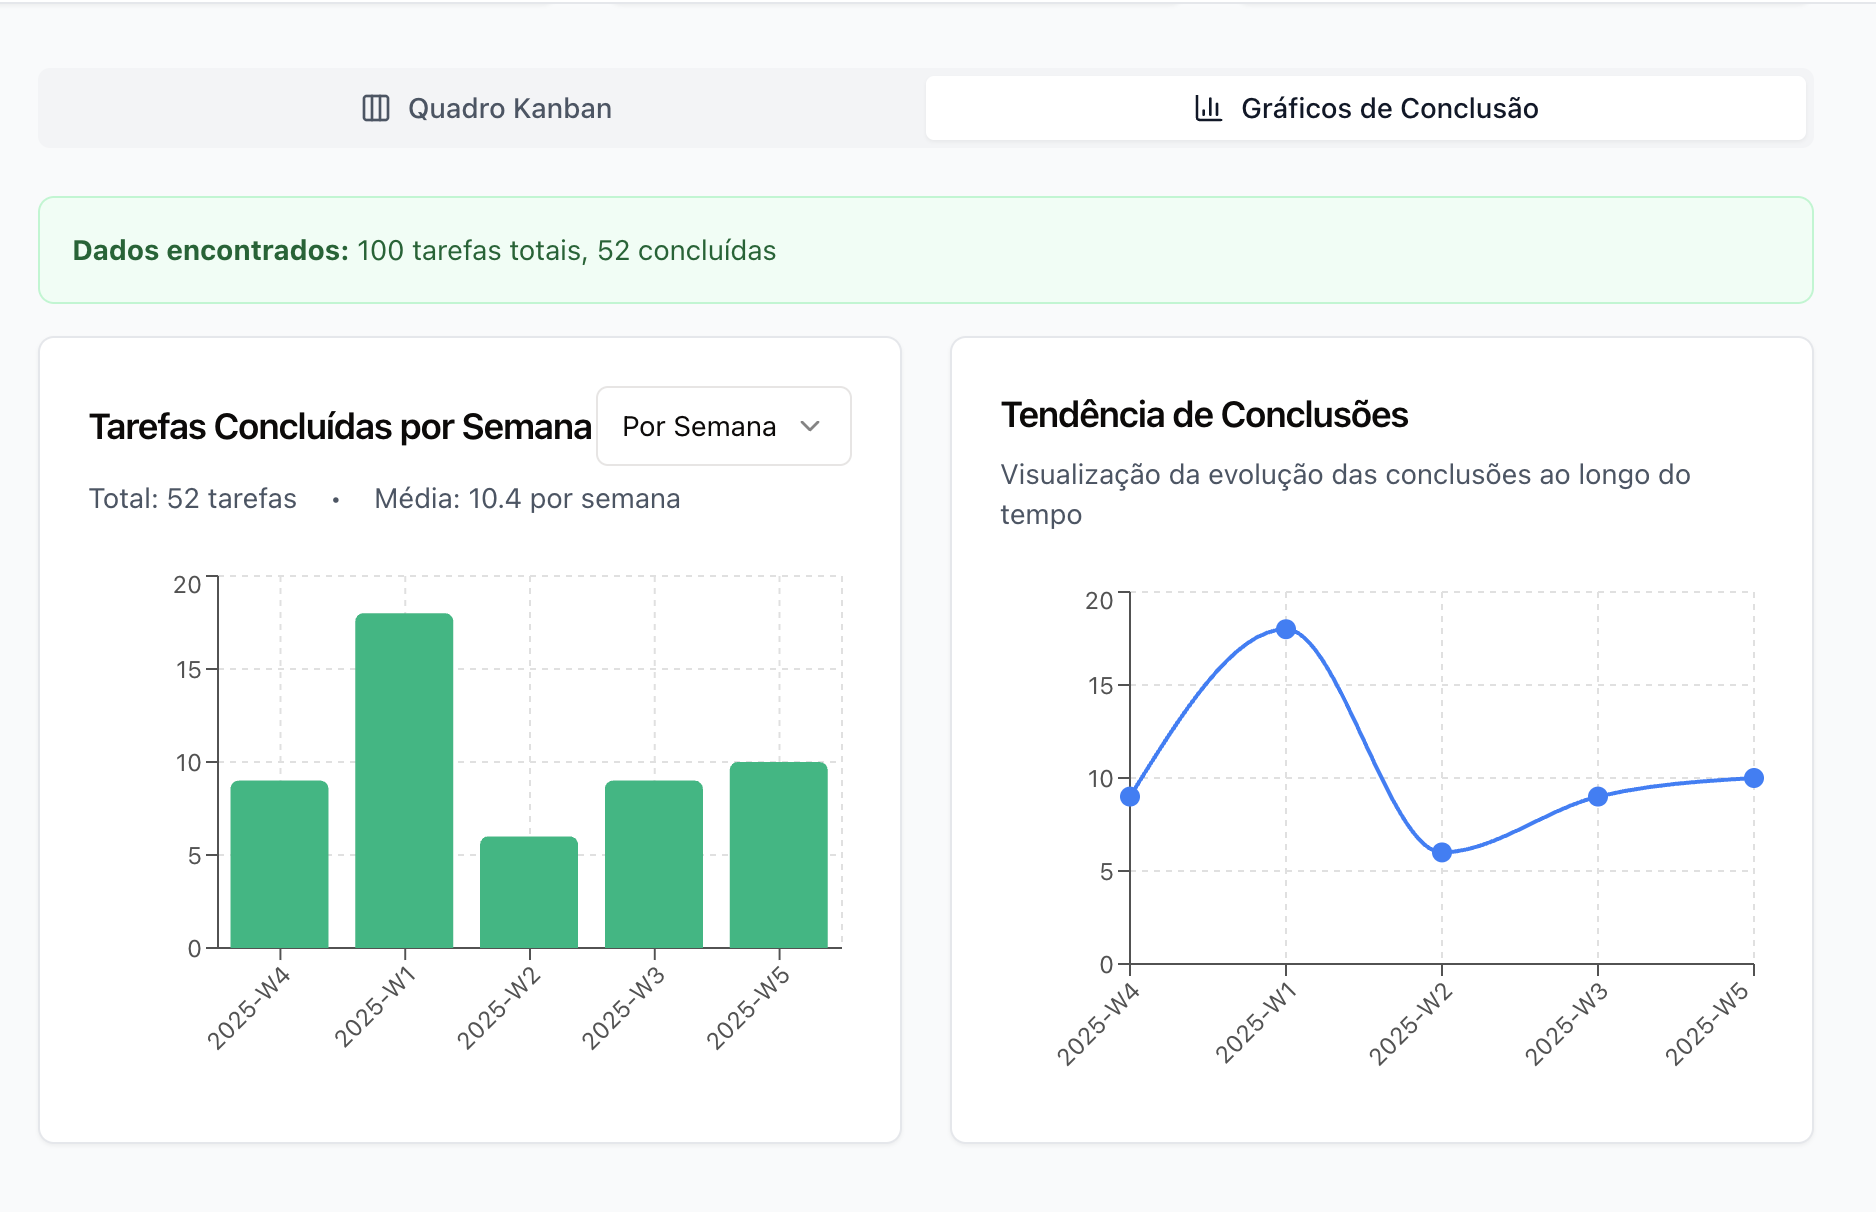 Quadro Kanban
Gráficos de Conclusão
Dados encontrados: 100 tarefas totais, 52 concluídas
Tarefas Concluídas por Semana
Por Semana
Total: 52 tarefas • Média: 10.4 por semana
20
15
10
5
0
2025-W4
2025-W1
2025-W2
2025-W3
2025-W5
Tendência de Conclusões
Visualização da evolução das conclusões ao longo do
tempo
20
15
10
5
0
2025-W4
2025-W1
2025-W2
2025-W3
2025-W5